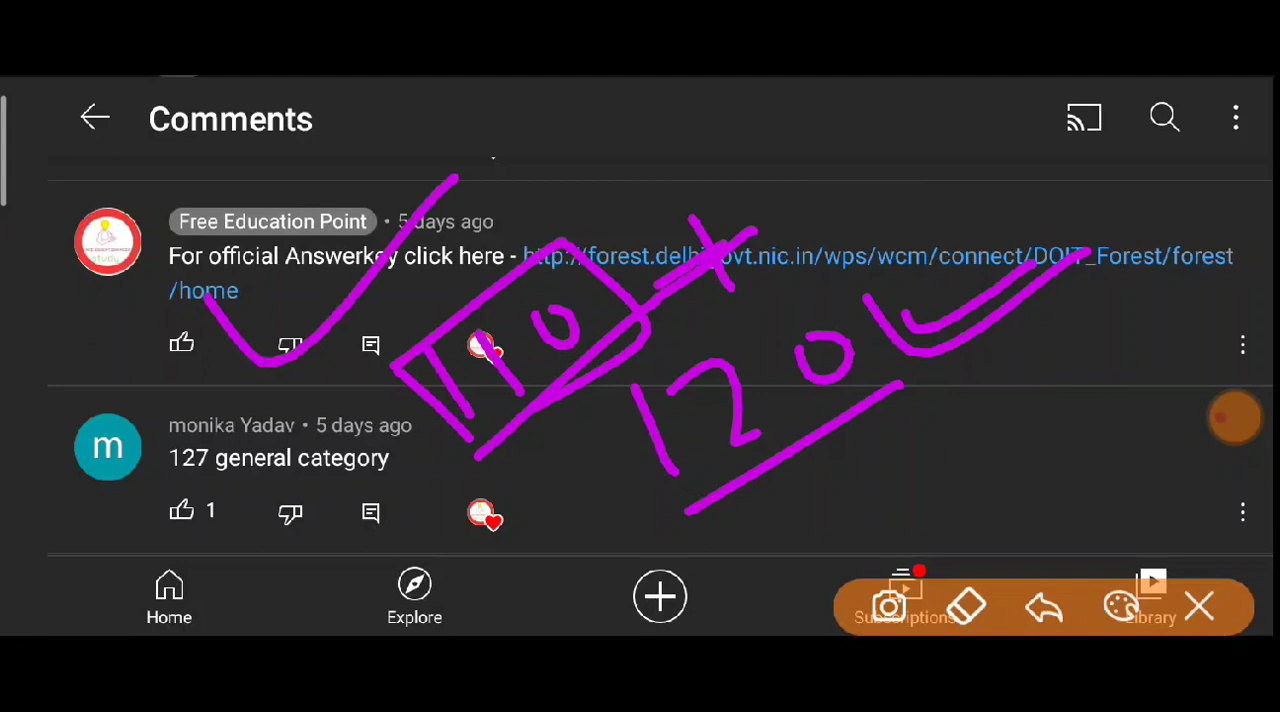 Comments
Free Education Point • 5 days ago
For official Answerkey click here - http://forest.delhigovt.nic.in/wps/wcm/connect/DOIT_Forest/forest
/home
110+
120
monika Yadav • 5 days ago
127 general category
1
Home
Explore
Subscriptions
Library